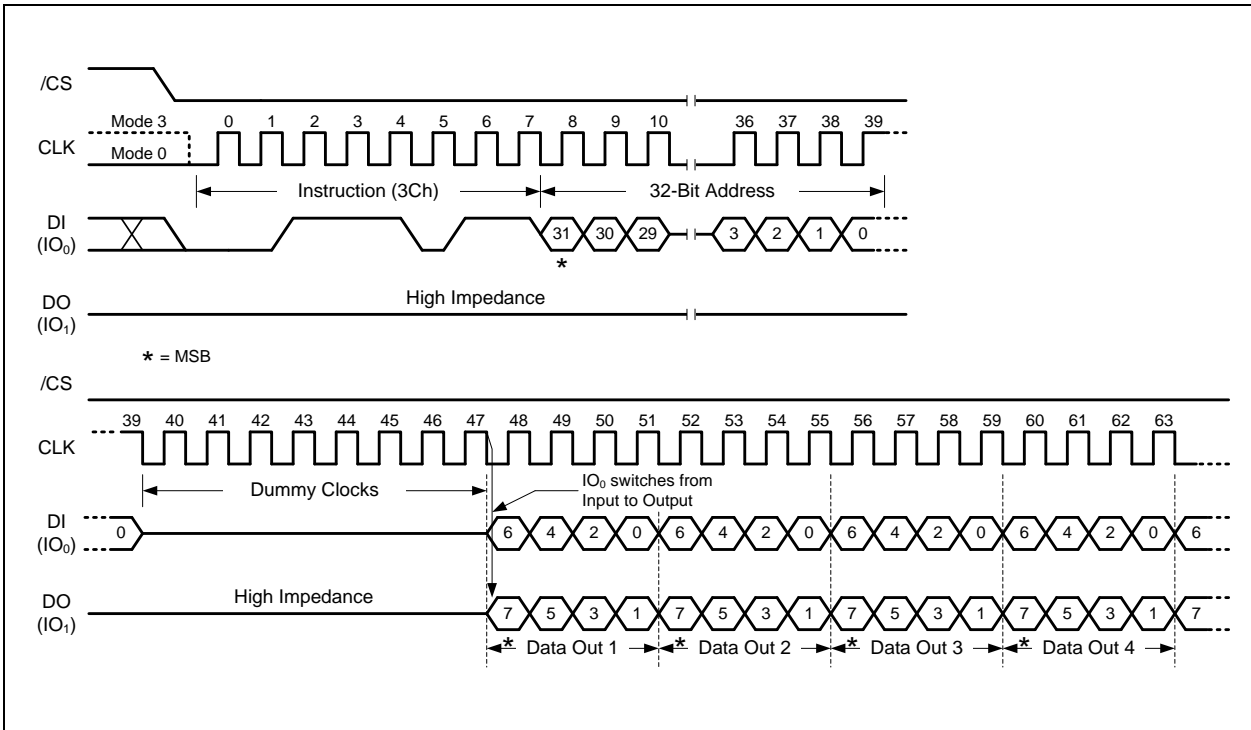 /CS
Mode 3 0 1 2 3 4 5 6 7 8 9 10 36 37 38 39
CLK
Mode 0
Instruction (3Ch) 32-Bit Address
DI
(IO₀)
31 30 29 3 2 1 0
*
High Impedance
DO
(IO₁)
* = MSB
/CS
39 40 41 42 43 44 45 46 47 48 49 50 51 52 53 54 55 56 57 58 59 60 61 62 63
CLK
Dummy Clocks
IO₀ switches from
Input to Output
DI
(IO₀)
0 6 4 2 0 6 4 2 0 6 4 2 0 6 4 2 0 6
High Impedance
DO
(IO₁)
7 5 3 1 7 5 3 1 7 5 3 1 7 5 3 1 7
* Data Out 1 * Data Out 2 * Data Out 3 * Data Out 4